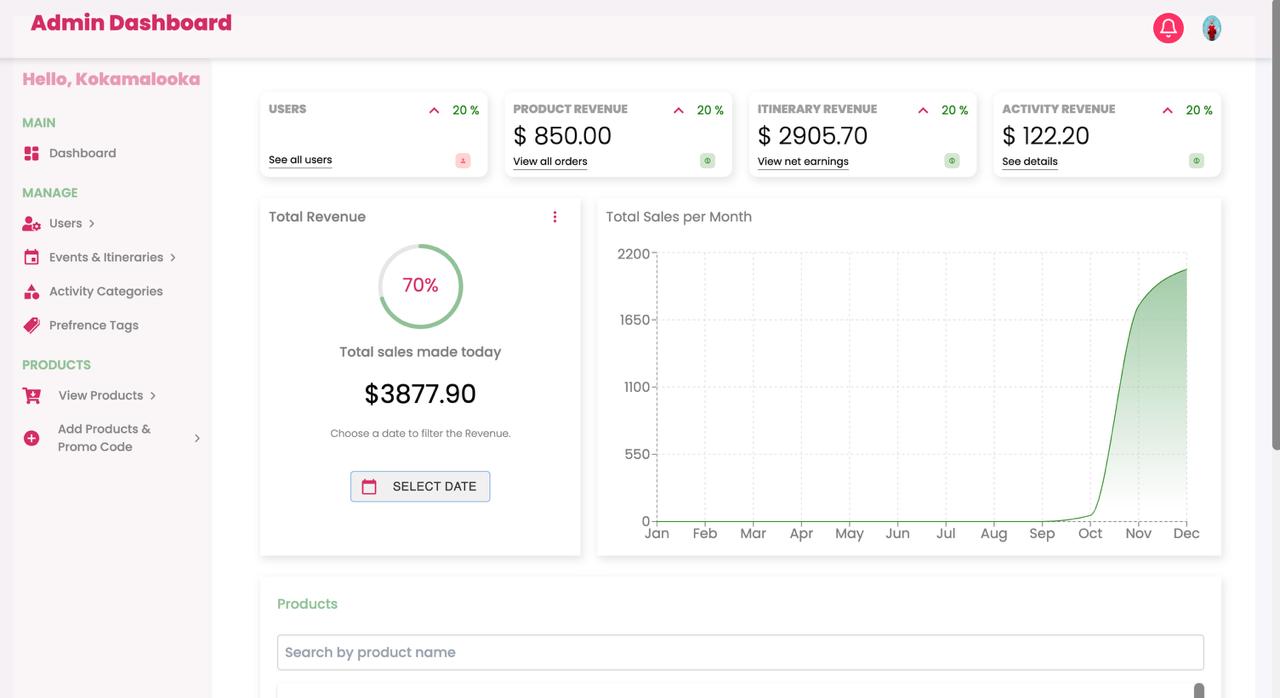 Admin Dashboard
Hello, Kokamalooka
MAIN
Dashboard
MANAGE
Users
Events & Itineraries
Activity Categories
Prefrence Tags
PRODUCTS
View Products
Add Products &
Promo Code
USERS
20 %
See all users
PRODUCT REVENUE
20 %
$ 850.00
View all orders
ITINERARY REVENUE
20 %
$ 2905.70
View net earnings
ACTIVITY REVENUE
20 %
$ 122.20
See details
Total Revenue
70%
Total sales made today
$3877.90
Choose a date to filter the Revenue.
SELECT DATE
Total Sales per Month
2200
1650
1100
550
0
Jan Feb Mar Apr May Jun Jul Aug Sep Oct Nov Dec
Products
Search by product name